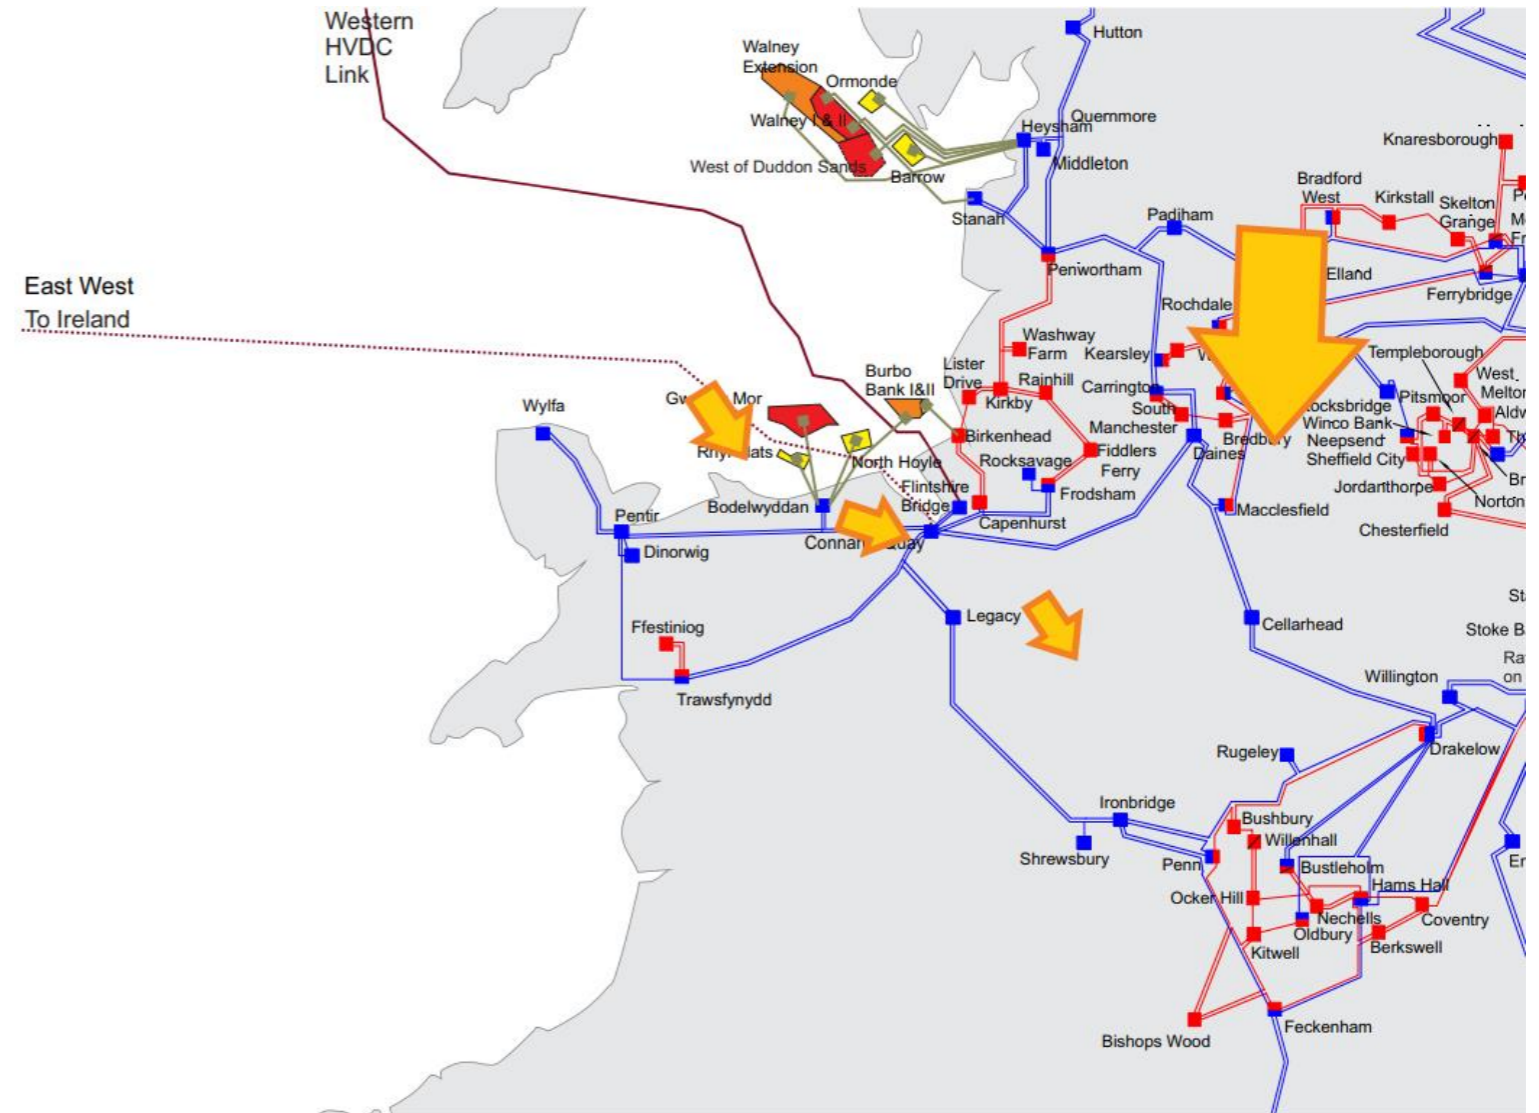 Western
HVDC
Link
Hutton
Walney
Extension
Ormonde
Quernmore
Walney I & II
Heysham
Middleton
Knaresborough
West of Duddon Sands
Barrow
Bradford
West
Kirkstall
Skelton
Grange
Stanah
Padiham
Penwortham
Elland
Ferrybridge
East West
To Ireland
Rochdale
Washway
Farm
Kearsley
Templeborough
Lister
Drive
Rainhill
Carrington
West
Melton
Burbo
Bank I&II
Kirkby
South
Manchester
Pitsmoor
Mor
Wylfa
Winco Bank
Birkenhead
Bredbury
Neepsend
Daines
Fiddlers
Ferry
Sheffield City
North Hoyle
Rocksavage
Flintshire
Bridge
Frodsham
Jordanthorpe
Norton
Bodelwyddan
Capenhurst
Macclesfield
Chesterfield
Pentir
Quay
Dinorwig
Legacy
Cellarhead
Ffestiniog
Willington
on
Trawsfynydd
Rugeley
Drakelow
Ironbridge
Bushbury
Willenhall
Shrewsbury
Penn
Bustleholm
Hams Hall
Ocker Hill
Nechells
Coventry
Oldbury
Kitwell
Berkswell
Feckenham
Bishops Wood